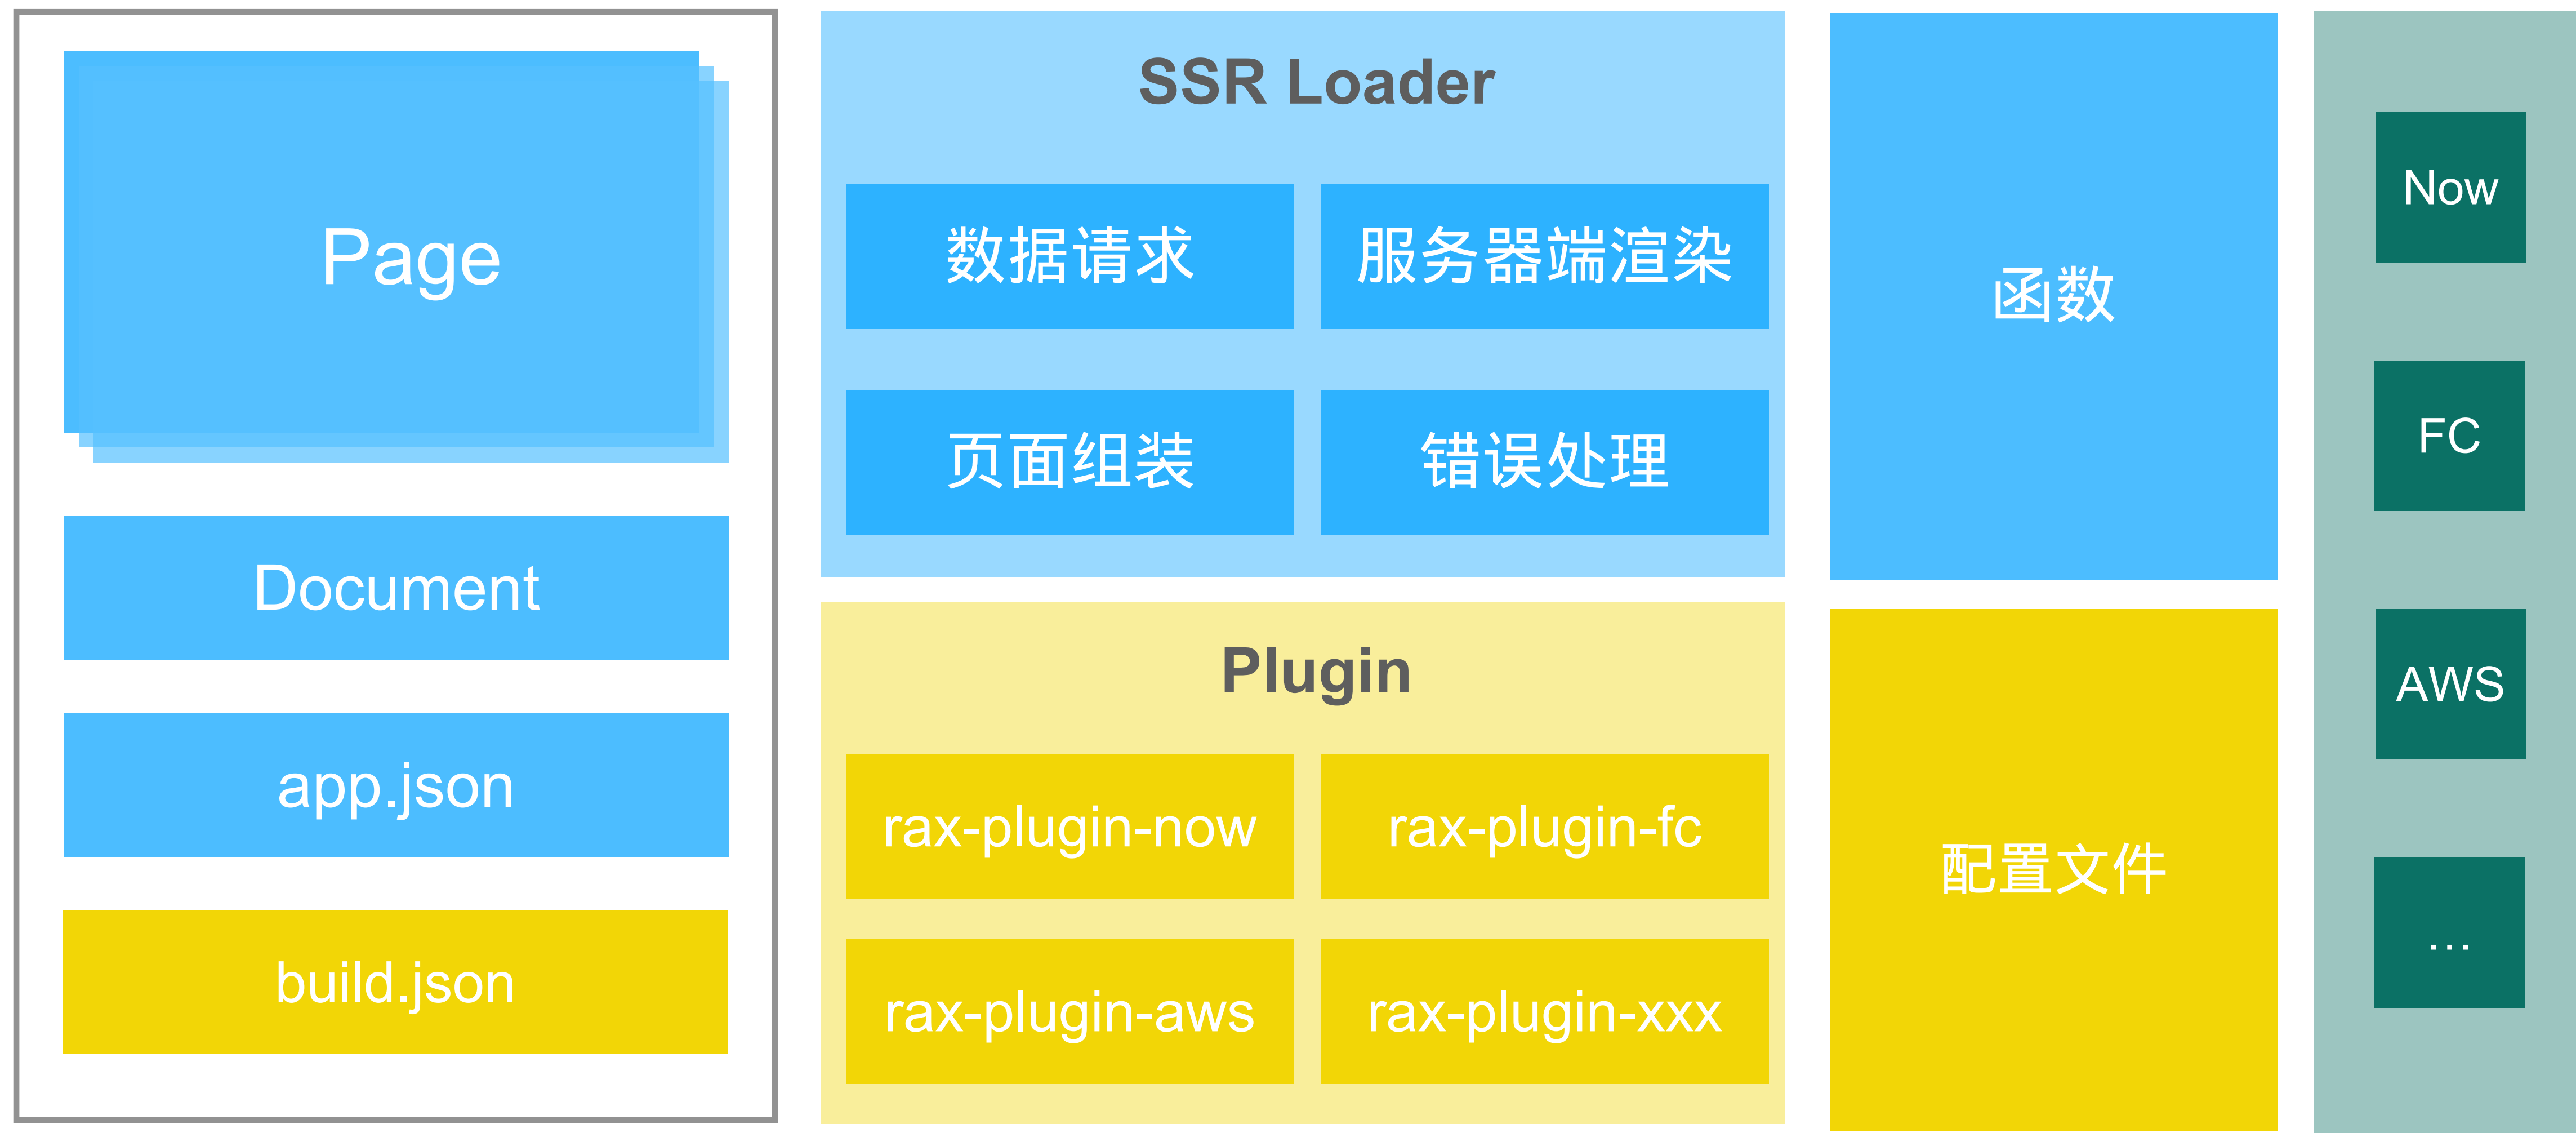 Page
Document
app.json
build.json
SSR Loader
数据请求
服务器端渲染
页面组装
错误处理
Plugin
rax-plugin-now
rax-plugin-fc
rax-plugin-aws
rax-plugin-xxx
函数
配置文件
Now
FC
AWS
...